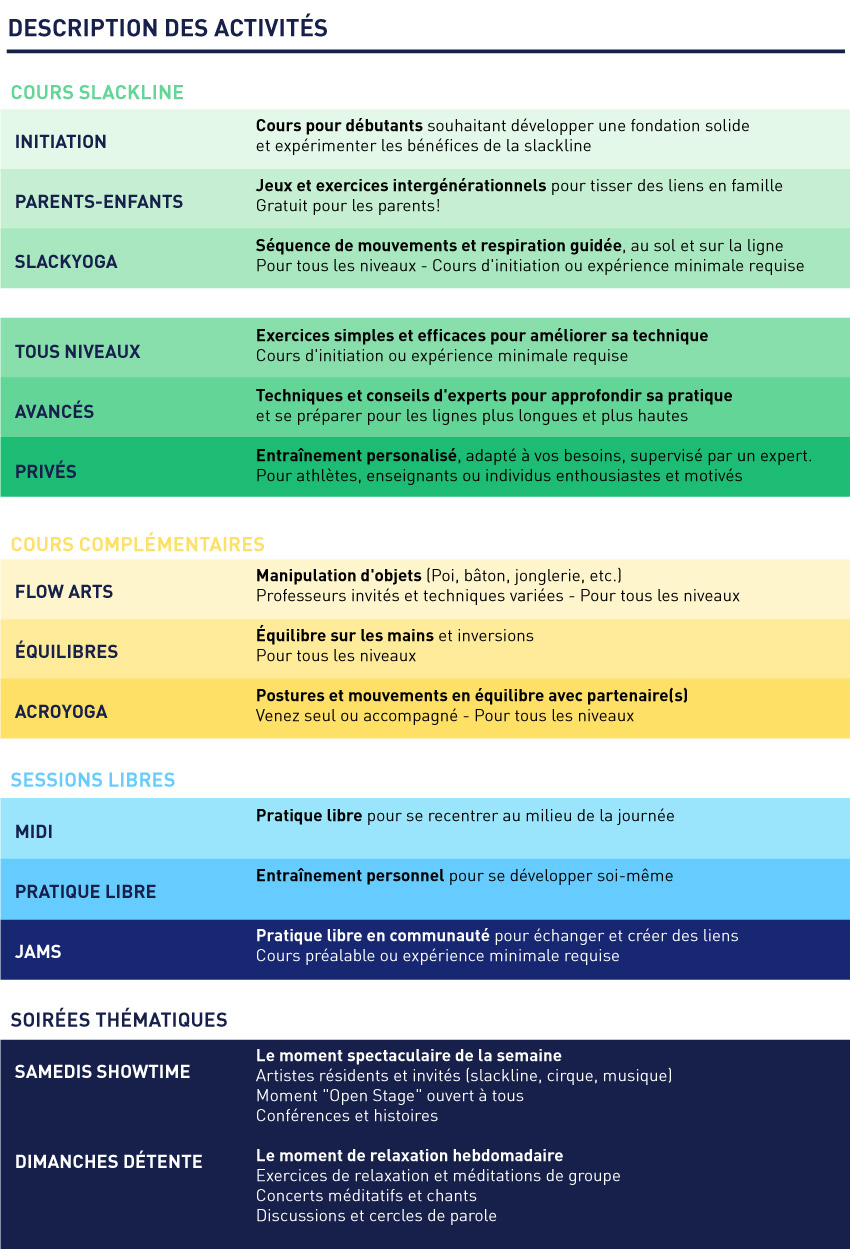 DESCRIPTION DES ACTIVITÉS
COURS SLACKLINE
INITIATION
Cours pour débutants souhaitant développer une fondation solide
et expérimenter les bénéfices de la slackline
PARENTS-ENFANTS
Jeux et exercices intergénérationnels pour tisser des liens en famille
Gratuit pour les parents!
SLACKYOGA
Séquence de mouvements et respiration guidée, au sol et sur la ligne
Pour tous les niveaux - Cours d'initiation ou expérience minimale requise
TOUS NIVEAUX
Exercices simples et efficaces pour améliorer sa technique
Cours d'initiation ou expérience minimale requise
AVANCÉS
Techniques et conseils d'experts pour approfondir sa pratique
et se préparer pour les lignes plus longues et plus hautes
PRIVÉS
Entraînement personalisé, adapté à vos besoins, supervisé par un expert.
Pour athlètes, enseignants ou individus enthousiastes et motivés
COURS COMPLÉMENTAIRES
FLOW ARTS
Manipulation d'objets (Poi, bâton, jonglerie, etc.)
Professeurs invités et techniques variées - Pour tous les niveaux
ÉQUILIBRES
Équilibre sur les mains et inversions
Pour tous les niveaux
ACROYOGA
Postures et mouvements en équilibre avec partenaire(s)
Venez seul ou accompagné - Pour tous les niveaux
SESSIONS LIBRES
MIDI
Pratique libre pour se recentrer au milieu de la journée
PRATIQUE LIBRE
Entraînement personnel pour se développer soi-même
JAMS
Pratique libre en communauté pour échanger et créer des liens
Cours préalable ou expérience minimale requise
SOIRÉES THÉMATIQUES
SAMEDIS SHOWTIME
Le moment spectaculaire de la semaine
Artistes résidents et invités (slackline, cirque, musique)
Moment "Open Stage" ouvert à tous
Conférences et histoires
DIMANCHES DÉTENTE
Le moment de relaxation hebdomadaire
Exercices de relaxation et méditations de groupe
Concerts méditatifs et chants
Discussions et cercles de parole